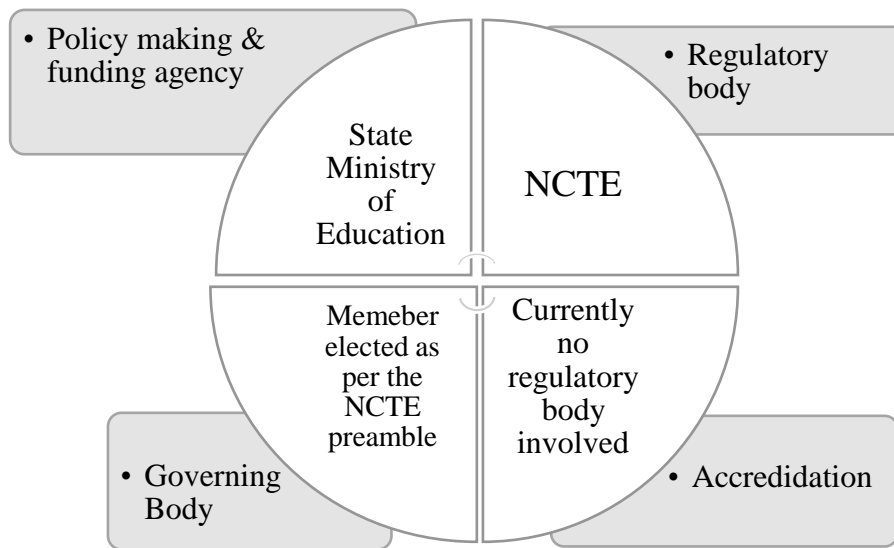 • Policy making &
funding agency
• Regulatory
body
State
Ministry
of
Education
NCTE
Memeber
elected as
per the
NCTE
preamble
Currently
no
regulatory
body
involved
• Governing
Body
• Accredidation